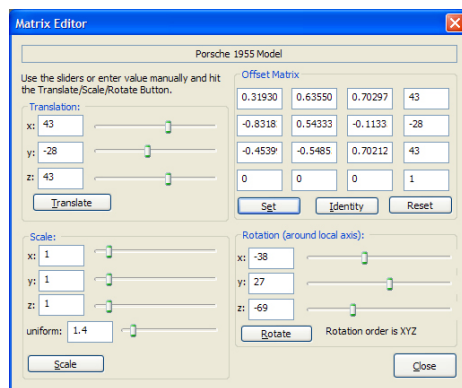 Matrix Editor
Porsche 1955 Model
Use the sliders or enter value manually and hit
the Translate/Scale/Rotate Button.
Translation:
x: 43
y: -28
z: 43
Translate
Offset Matrix
0.31930 0.63550 0.70297 43
-0.8318 0.54333 -0.1133 -28
-0.4539 -0.5485 0.70212 43
0 0 0 1
Set Identity Reset
Scale:
x: 1
y: 1
z: 1
uniform: 1.4
Scale
Rotation (around local axis):
x: -38
y: 27
z: -69
Rotate Rotation order is XYZ
Close